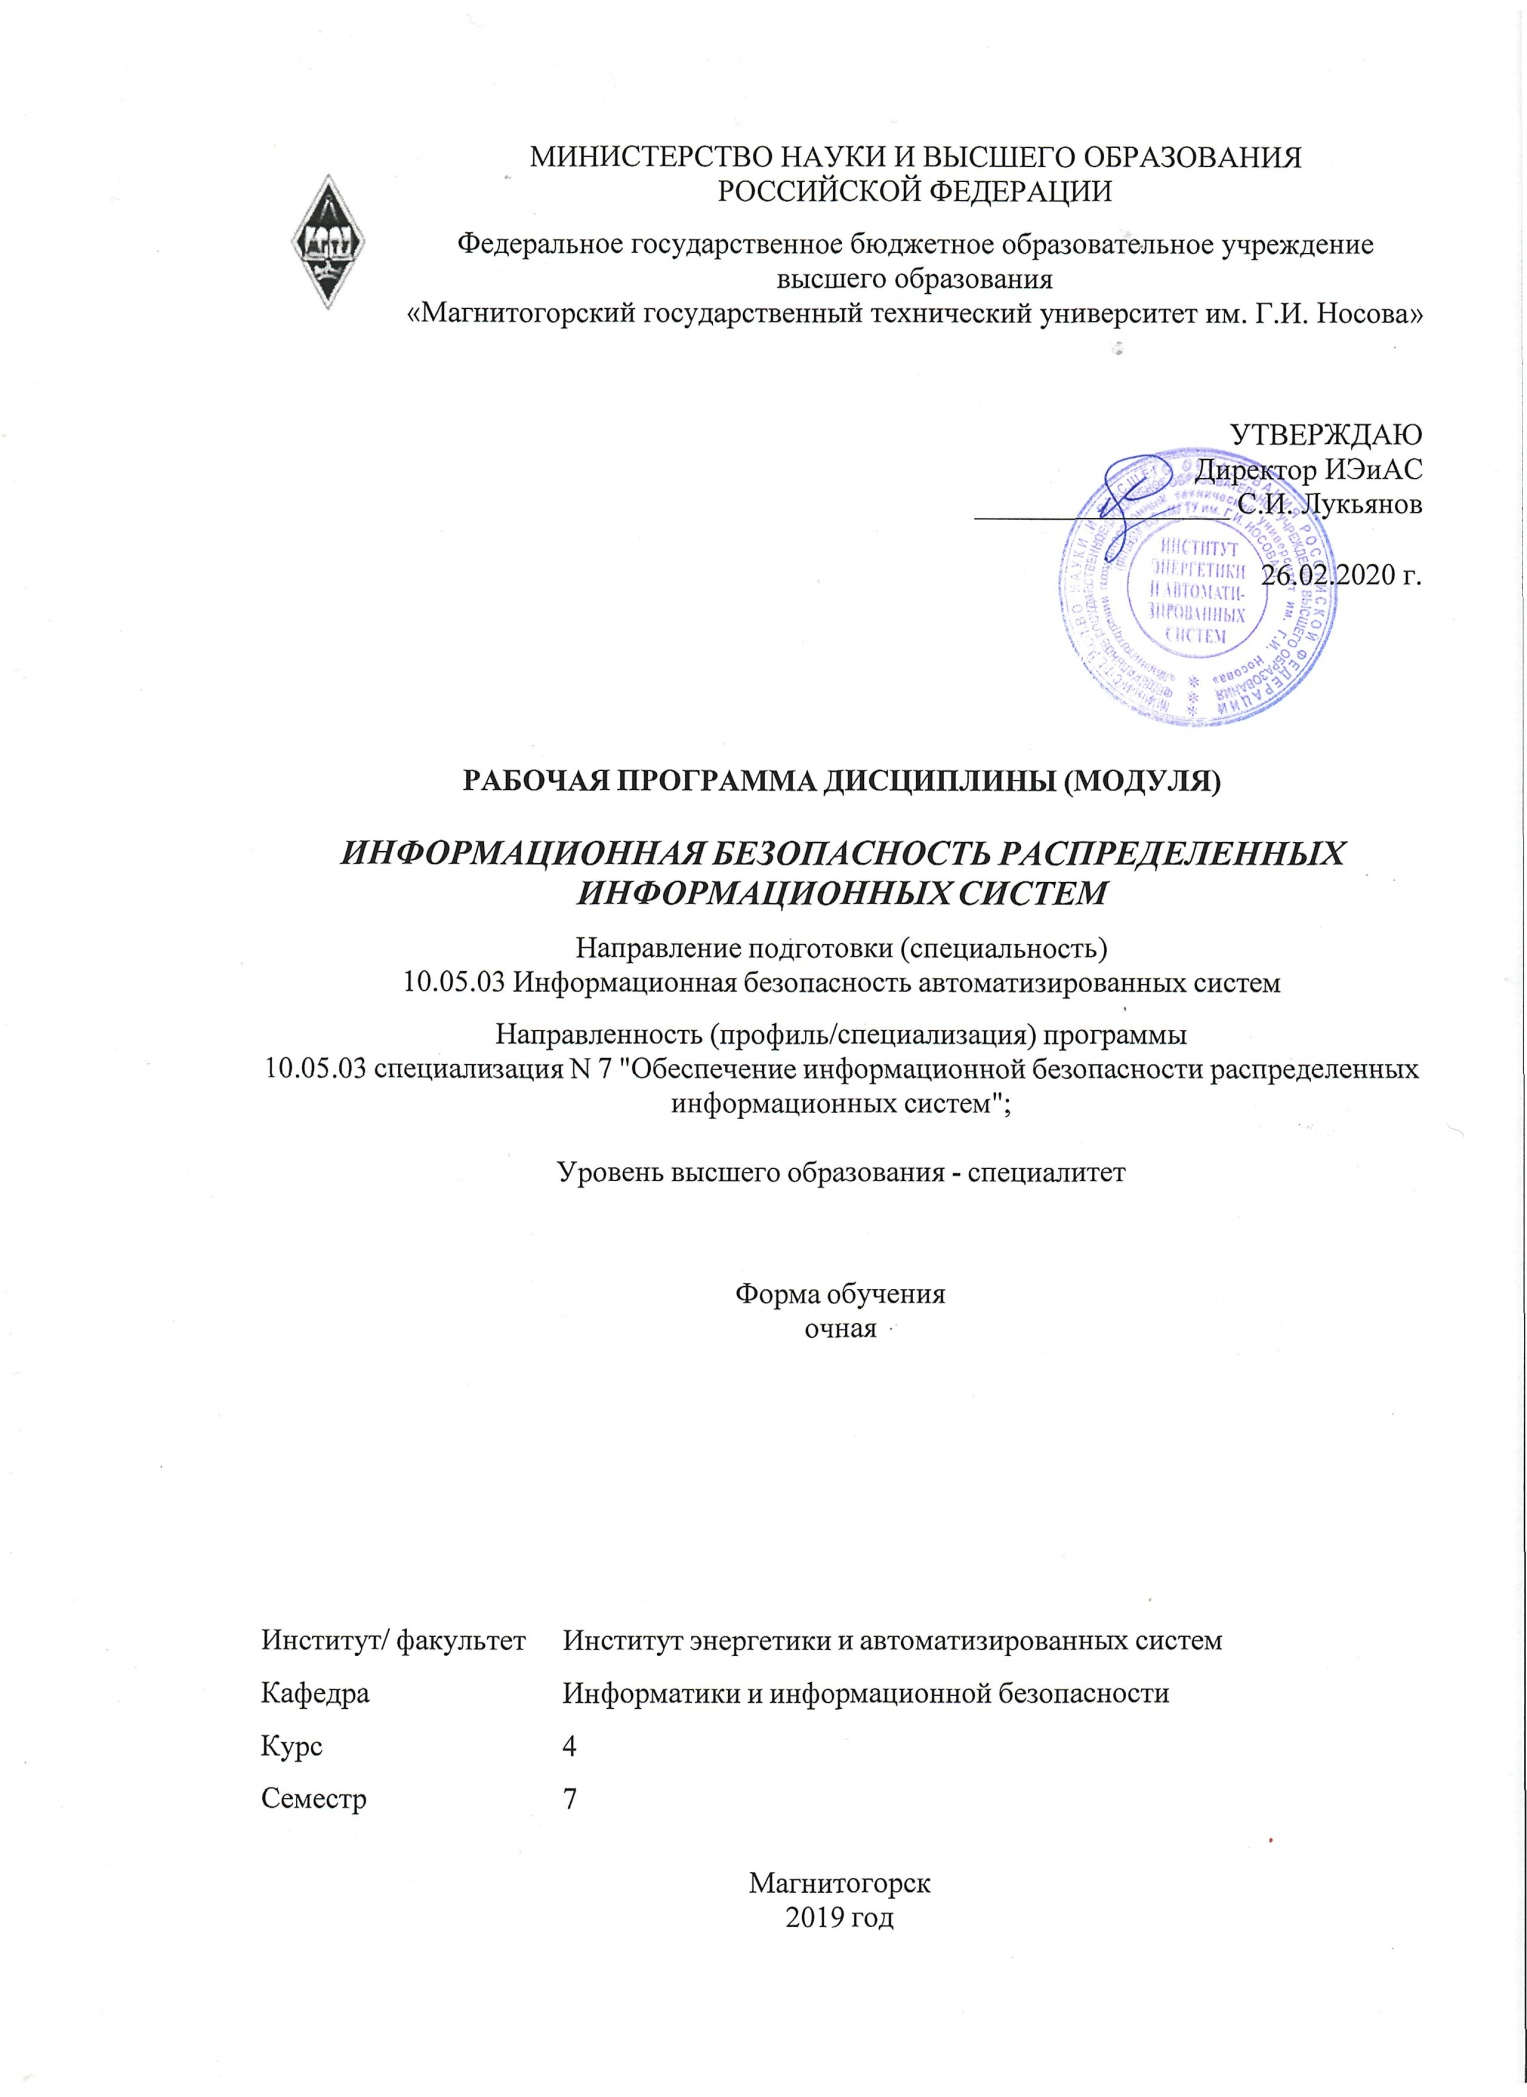 МИНИСТЕРСТВО НАУКИ И ВЫСШЕГО ОБРАЗОВАНИЯ
РОССИЙСКОЙ ФЕДЕРАЦИИ
Федеральное государственное бюджетное образовательное учреждение
высшего образования
«Магнитогорский государственный технический университет им. Г.И. Носова»
МГТУ
УТВЕРЖДАЮ
Директор ИЭиАС
С.И. Лукьянов
26.02.2020 г.
ИНСТИТУТ
ЭНЕРГЕТИКИ
И АВТОМАТИ-
ЗИРОВАННЫХ
СИСТЕМ
РАБОЧАЯ ПРОГРАММА ДИСЦИПЛИНЫ (МОДУЛЯ)
ИНФОРМАЦИОННАЯ БЕЗОПАСНОСТЬ РАСПРЕДЕЛЕННЫХ
ИНФОРМАЦИОННЫХ СИСТЕМ
Направление подготовки (специальность)
10.05.03 Информационная безопасность автоматизированных систем
Направленность (профиль/специализация) программы
10.05.03 специализация N 7 "Обеспечение информационной безопасности распределенных
информационных систем";
Уровень высшего образования - специалитет
Форма обучения
очная
Институт/ факультет Институт энергетики и автоматизированных систем
Кафедра Информатики и информационной безопасности
Курс 4
Семестр 7
Магнитогорск
2019 год